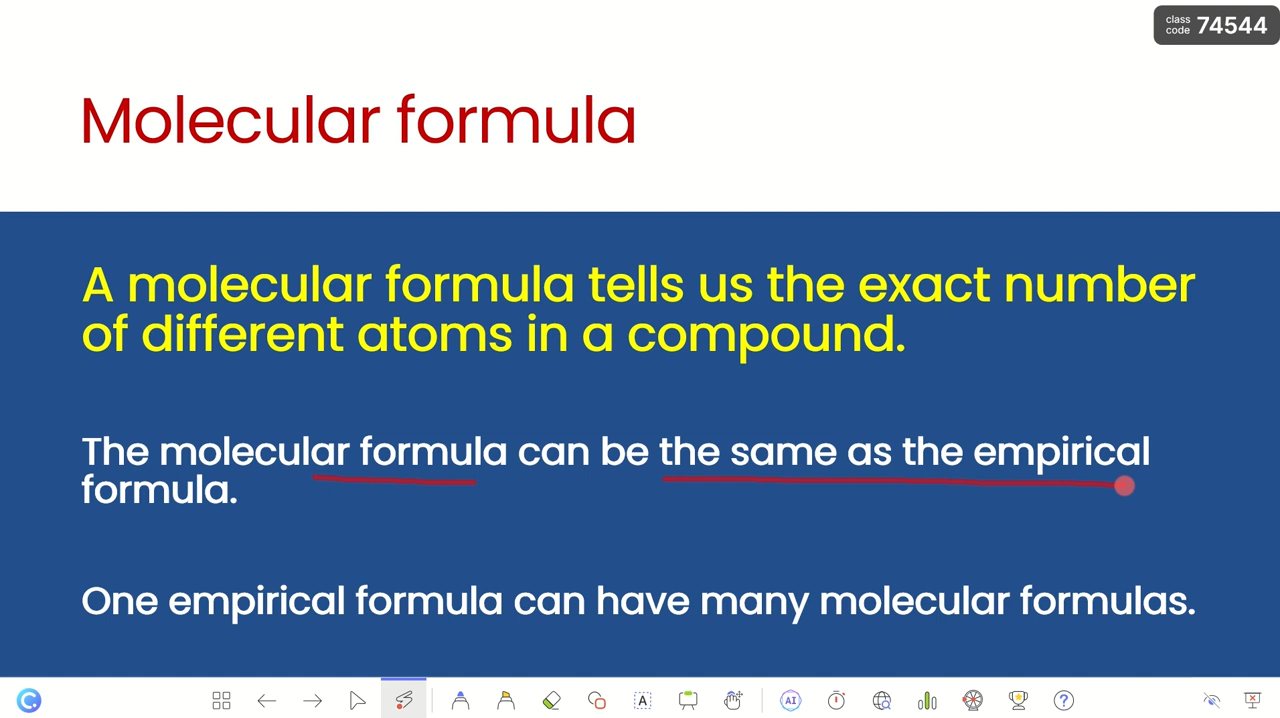 class
code 74544
Molecular formula
A molecular formula tells us the exact number
of different atoms in a compound.
The molecular formula can be the same as the empirical
formula.
One empirical formula can have many molecular formulas.
A
AI
?